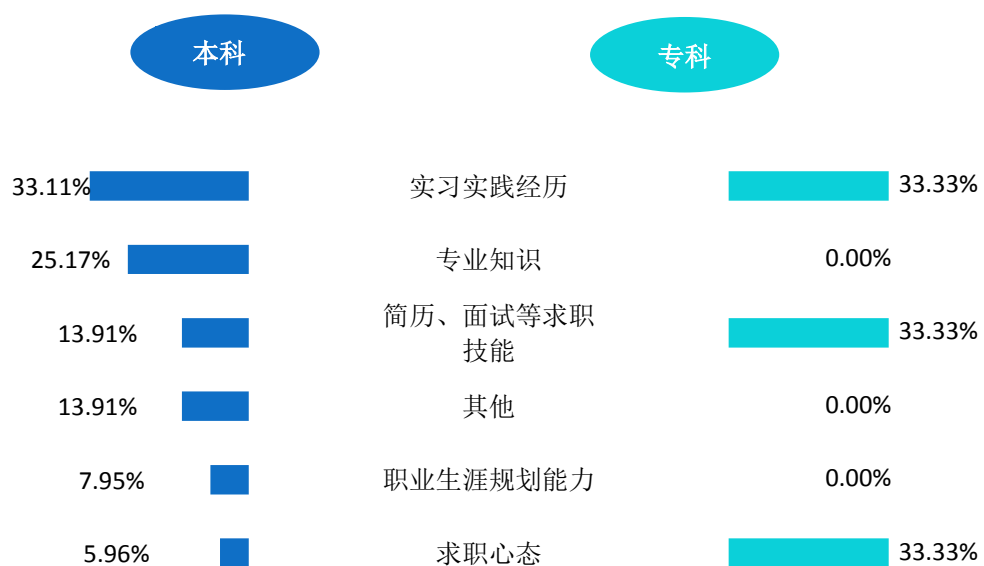 本科 专科
33.11% 实习实践经历 33.33%
25.17% 专业知识 0.00%
简历、面试等求职
13.91% 技能 33.33%
13.91% 其他 0.00%
7.95% 职业生涯规划能力 0.00%
5.96% 求职心态 33.33%